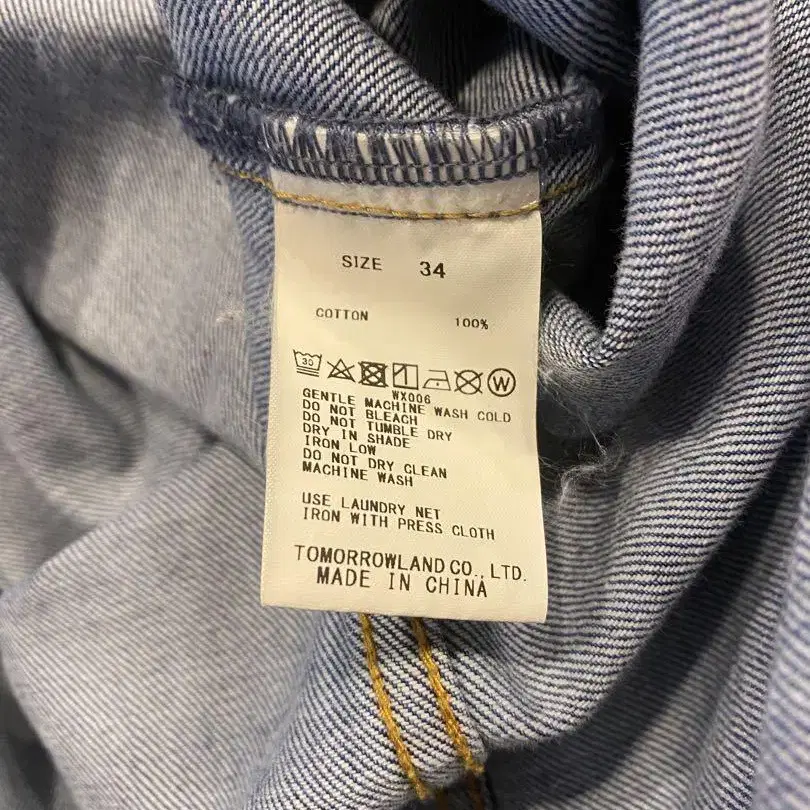 SIZE 34
COTTON 100%
30 W
WX006
GENTLE MACHINE WASH COLD
DO NOT BLEACH
DO NOT TUMBLE DRY
DRY IN SHADE
IRON LOW
DO NOT DRY CLEAN
MACHINE WASH
USE LAUNDRY NET
IRON WITH PRESS CLOTH
TOMORROWLAND CO., LTD.
MADE IN CHINA